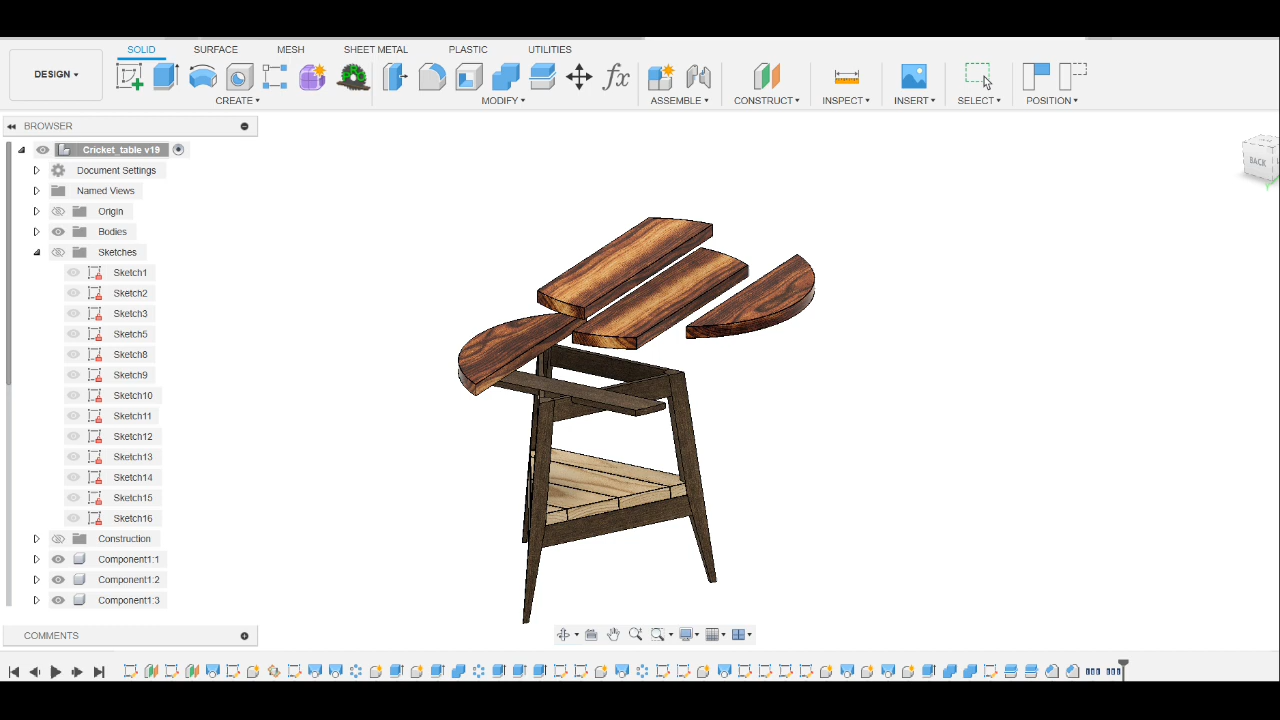 SOLID SURFACE MESH SHEET METAL PLASTIC UTILITIES
DESIGN
fx
CREATE MODIFY ASSEMBLE CONSTRUCT INSPECT INSERT SELECT POSITION
BROWSER
Cricket_table v19
Document Settings
Named Views
Origin
Bodies
Sketches
Sketch1
Sketch2
Sketch3
Sketch5
Sketch8
Sketch9
Sketch10
Sketch11
Sketch12
Sketch13
Sketch14
Sketch15
Sketch16
Construction
Component1:1
Component1:2
Component1:3
COMMENTS
BACK